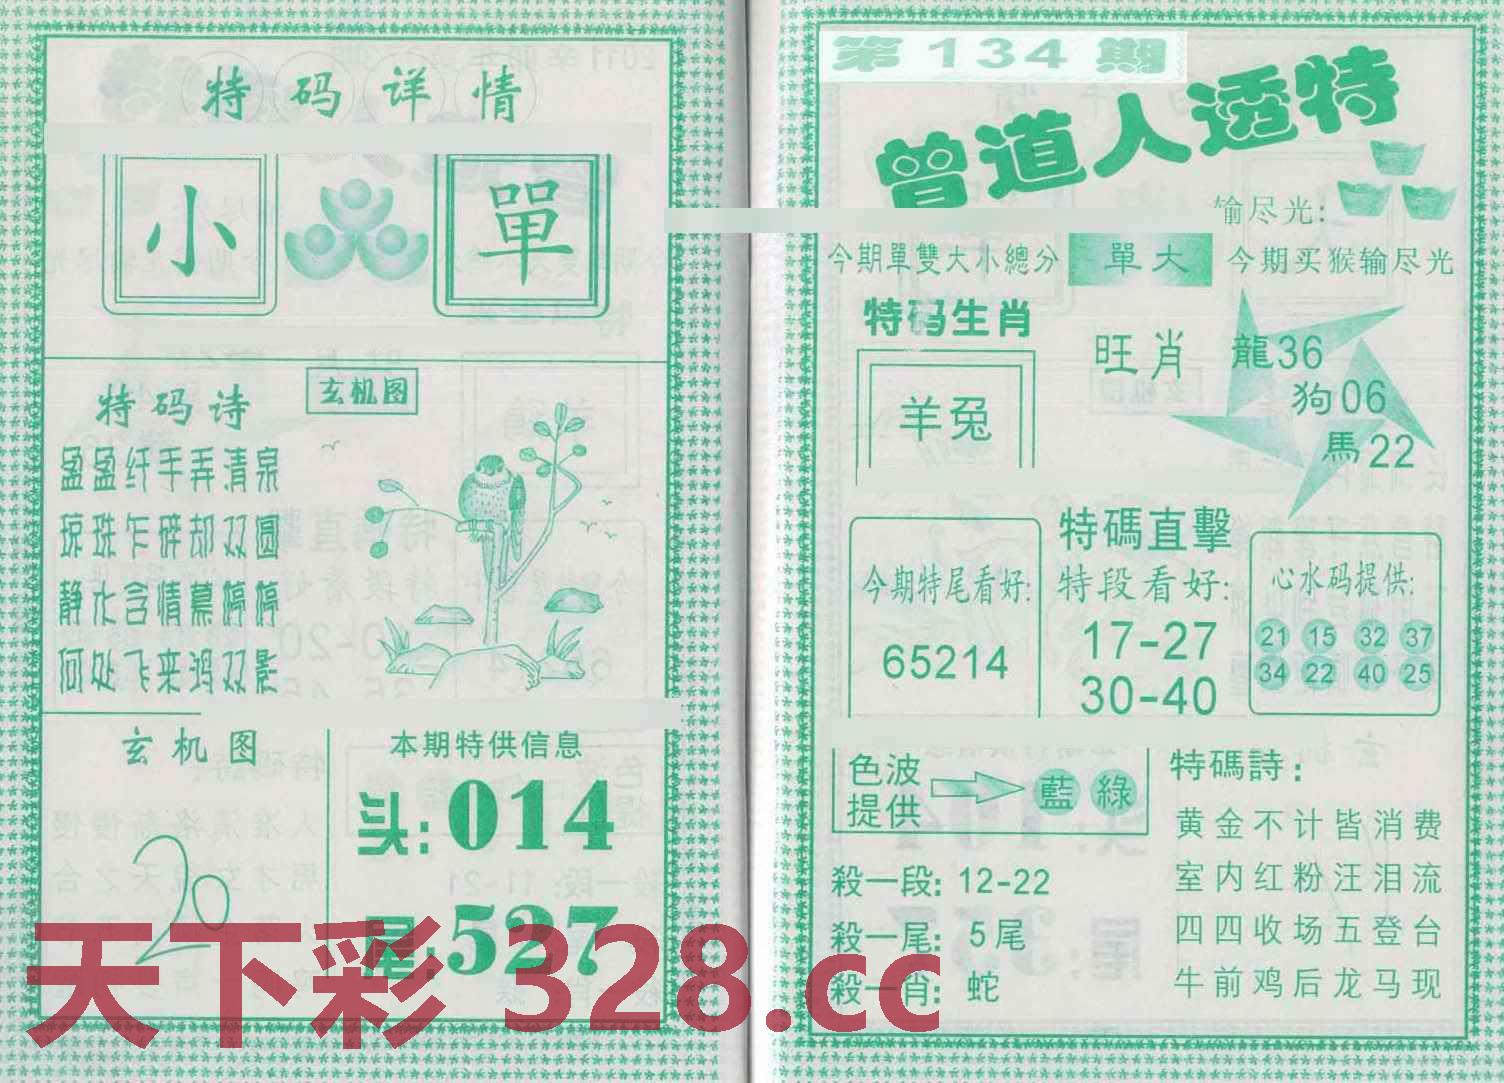 特码详情
小 單
特码诗
玄机图
盈盈纤手弄清泉
琼珠乍碎却双圆
静女含情慕停停
何处飞来鸿双影
玄机图
20
本期特供信息
头:014
尾:527
第134期
曾道人透特
输尽光:
今期單雙大小總分 單大 今期买猴输尽光
特码生肖
羊兔
旺肖
龍36
狗06
馬22
今期特尾看好:
65214
特碼直擊
特段看好:
17-27
30-40
心水码提供:
21 15 32 37
34 22 40 25
色波
提供
藍 綠
殺一段: 12-22
殺一尾: 5尾
殺一肖: 蛇
特碼詩:
黄金不计皆消费
室内红粉汪泪流
四四收场五登台
牛前鸡后龙马现
天下彩 328.cc